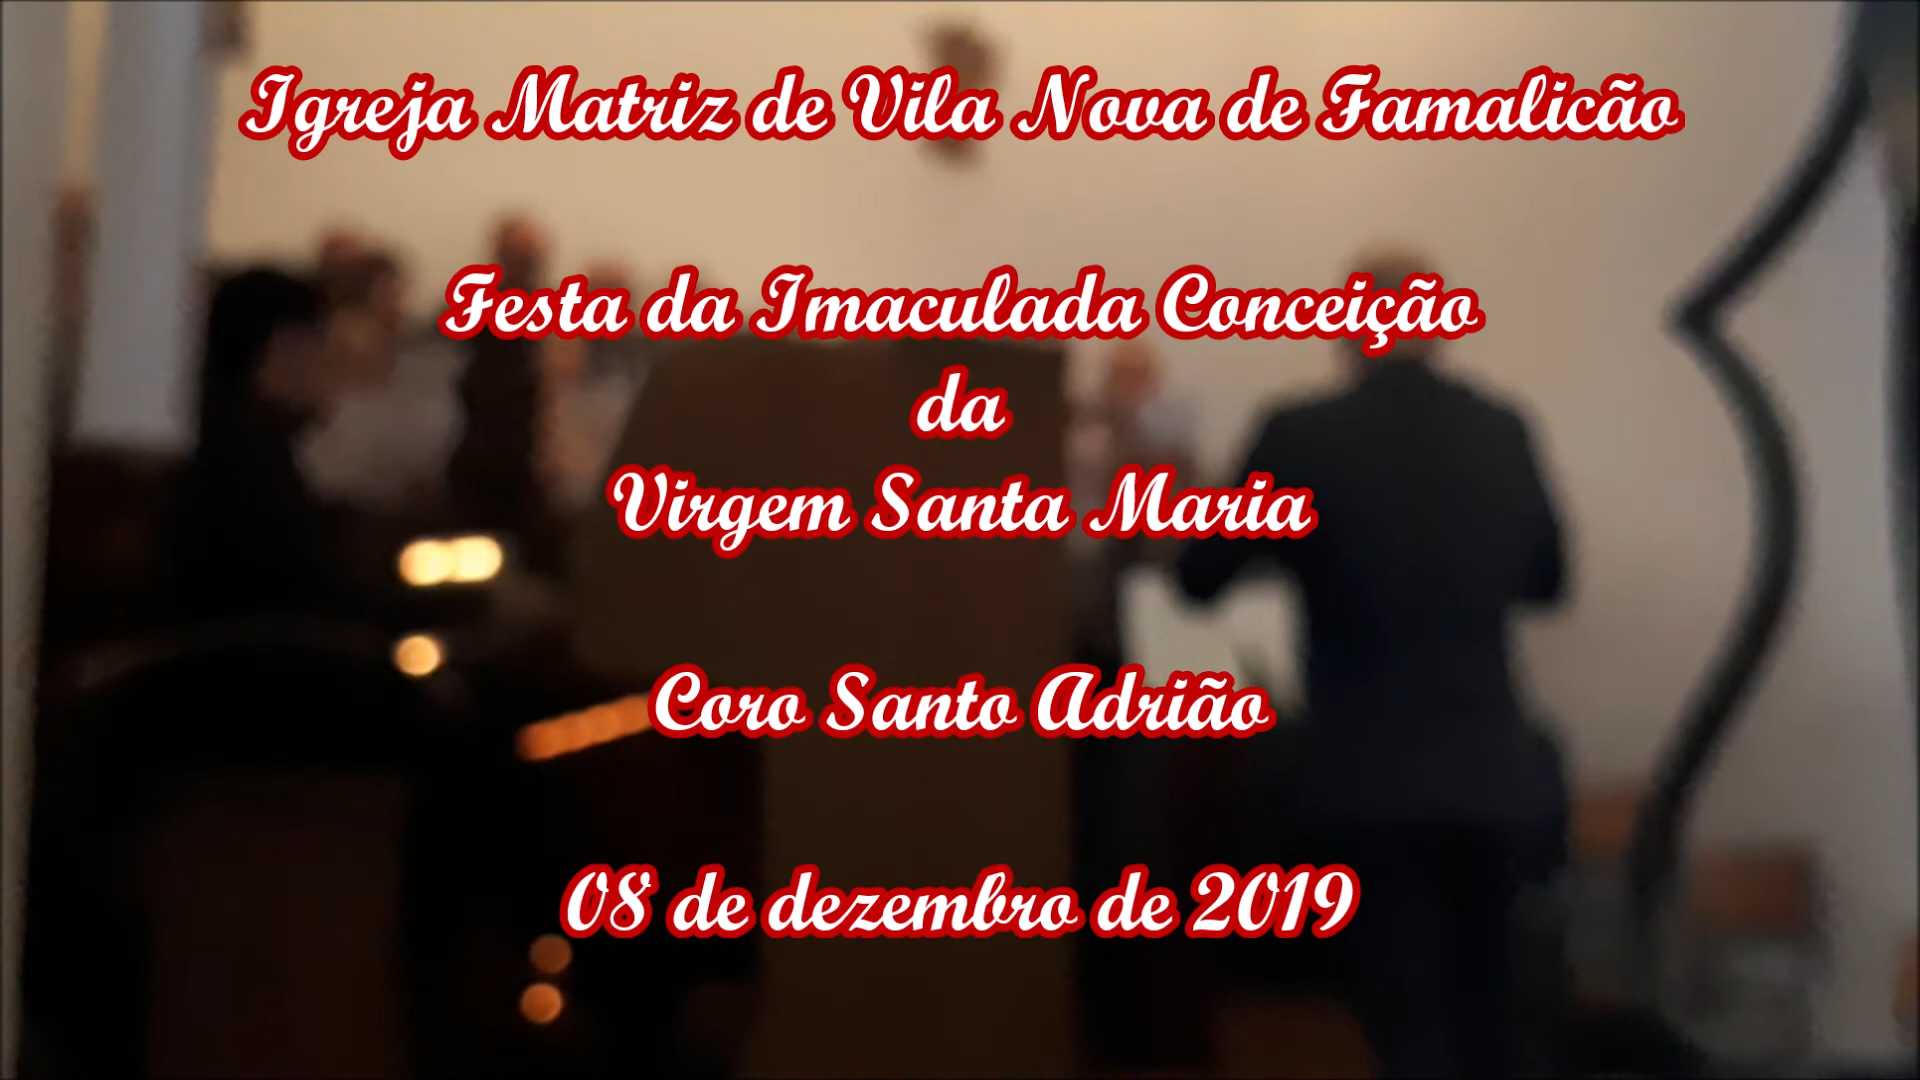 Igreja Matriz de Vila Nova de Famalicão
Festa da Imaculada Conceição
da
Virgem Santa Maria
Coro Santo Adrião
08 de dezembro de 2019